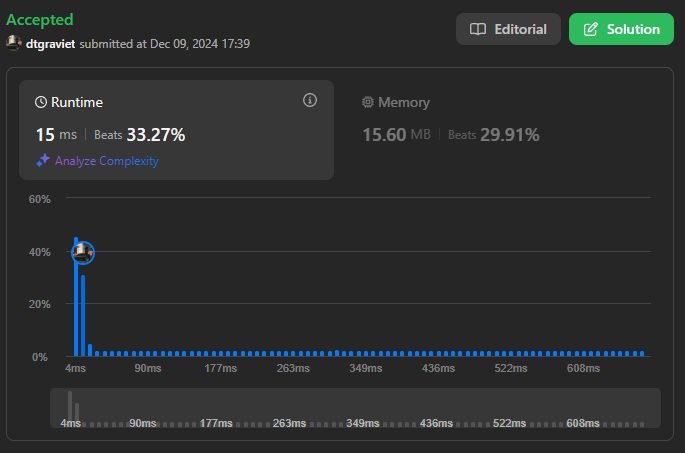 Accepted
Editorial
Solution
dtgraviet submitted at Dec 09, 2024 17:39
Runtime
Memory
15 ms | Beats 33.27%
15.60 MB | Beats 29.91%
Analyze Complexity
60%
40%
20%
0%
4ms 90ms 177ms 263ms 349ms 436ms 522ms 608ms
4ms 90ms 177ms 263ms 349ms 436ms 522ms 608ms